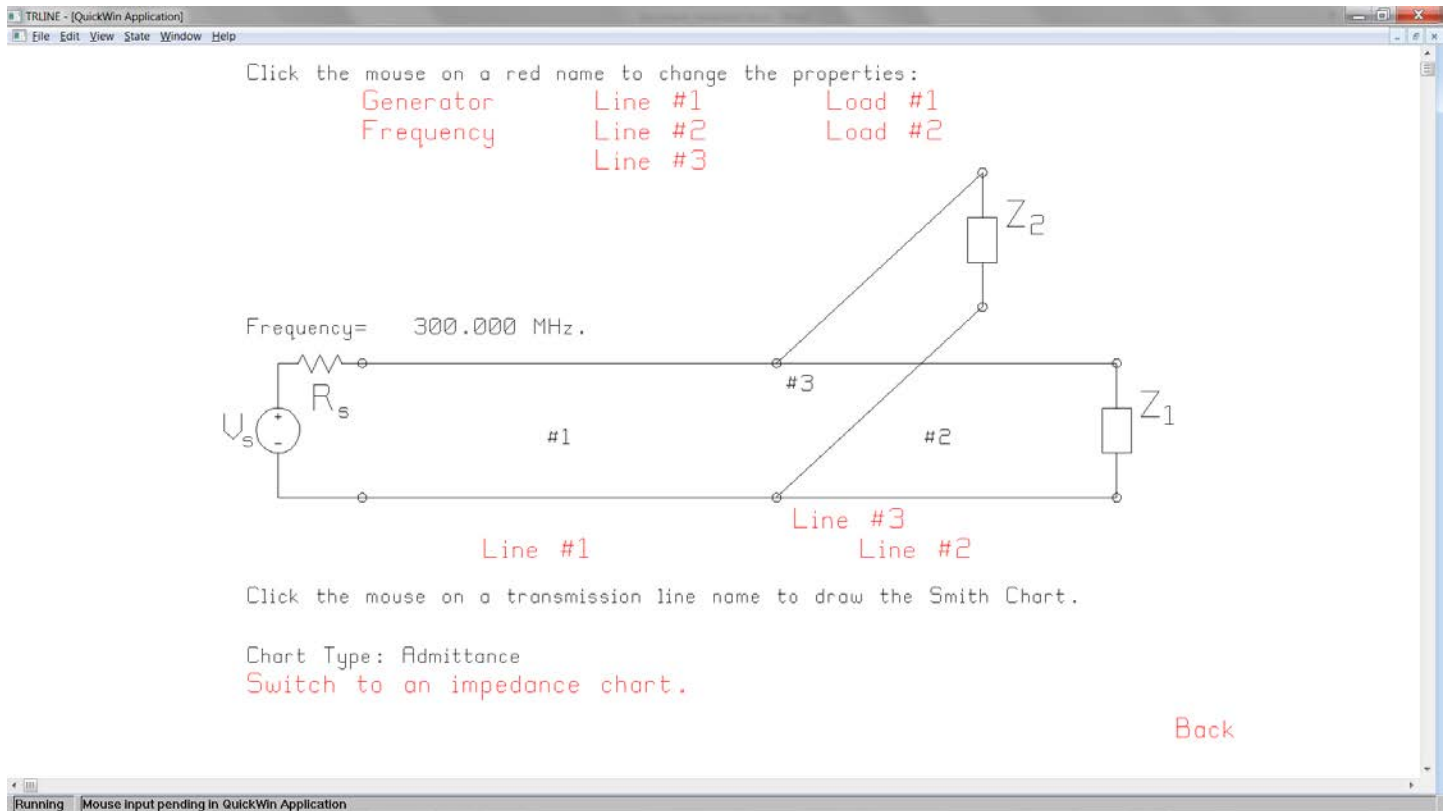 TRLINE - [QuickWin Application]
File Edit View State Window Help
Click the mouse on a red name to change the properties:
Generator Line #1 Load #1
Frequency Line #2 Load #2
Line #3
Z2
Frequency= 300.000 MHz.
#3
Rs
Z1
Vs
+
-
#1 #2
Line #3
Line #1 Line #2
Click the mouse on a transmission line name to draw the Smith Chart.
Chart Type: Admittance
Switch to an impedance chart.
Back
Running Mouse input pending in QuickWin Application